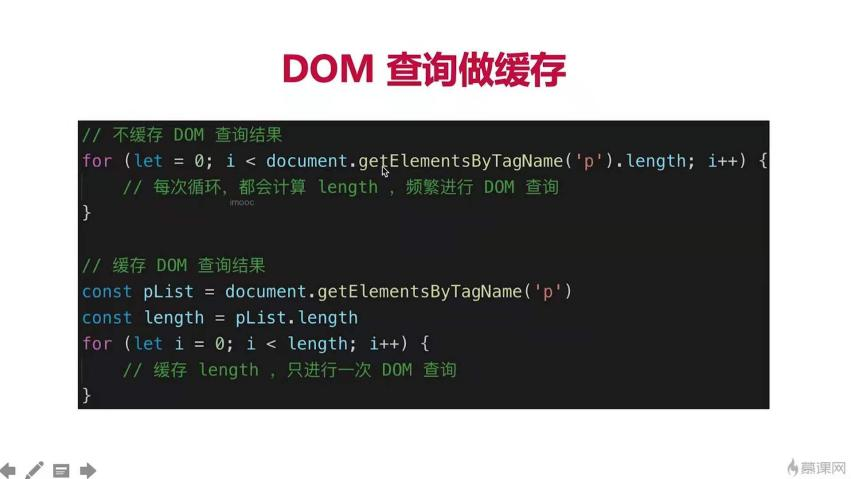 DOM 查询做缓存
// 不缓存 DOM 查询结果
for (let = 0; i < document.getElementsByTagName('p').length; i++) {
// 每次循环，都会计算 length ，频繁进行 DOM 查询
imooc
}
// 缓存 DOM 查询结果
const pList = document.getElementsByTagName('p')
const length = pList.length
for (let i = 0; i < length; i++) {
// 缓存 length ，只进行一次 DOM 查询
}
慕课网